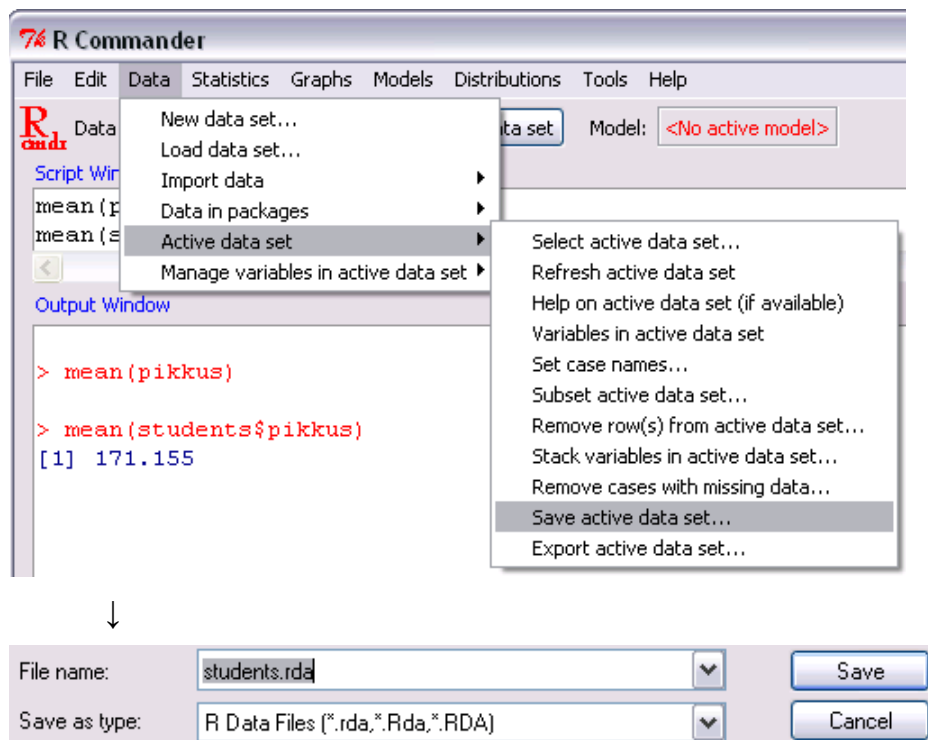 R Commander
File Edit Data Statistics Graphs Models Distributions Tools Help
R cmdr Data ta set Model: <No active model>
New data set...
Load data set...
Import data
Data in packages
Active data set
Manage variables in active data set
Script Win
mean(p
mean(s
Select active data set...
Refresh active data set
Help on active data set (if available)
Variables in active data set
Set case names...
Subset active data set...
Remove row(s) from active data set...
Stack variables in active data set...
Remove cases with missing data...
Save active data set...
Export active data set...
Output Window
> mean(pikkus)
> mean(students$pikkus)
[1] 171.155
↓
File name: students.rda Save
Save as type: R Data Files (*.rda,*.Rda,*.RDA) Cancel